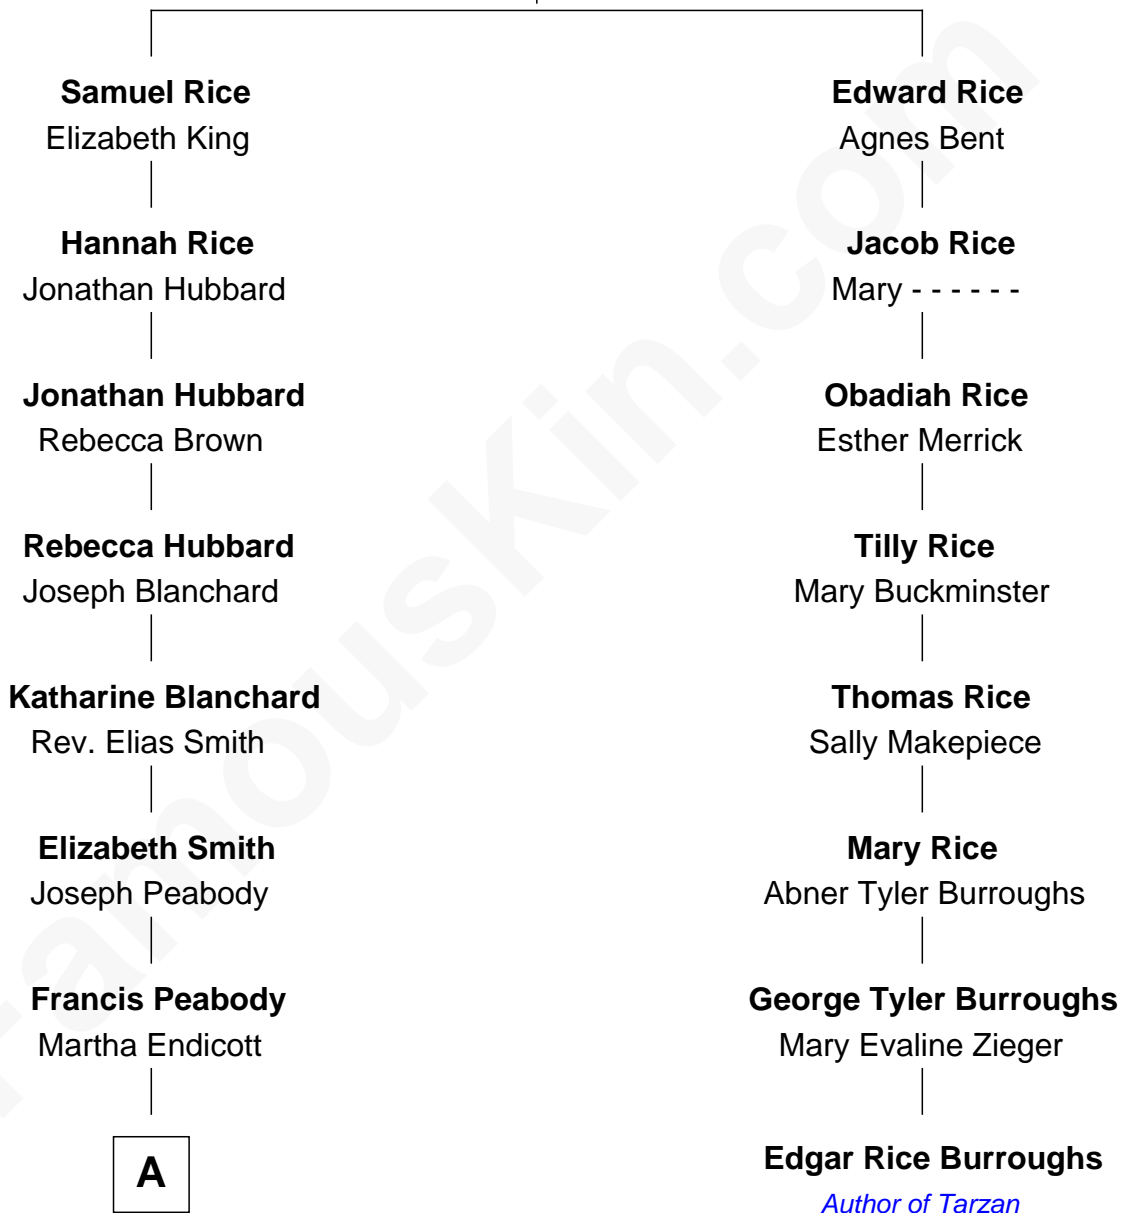 Samuel Rice
Elizabeth King
Edward Rice
Agnes Bent
Hannah Rice
Jonathan Hubbard
Jacob Rice
Mary - - - - - -
Jonathan Hubbard
Rebecca Brown
Obadiah Rice
Esther Merrick
Rebecca Hubbard
Joseph Blanchard
Tilly Rice
Mary Buckminster
Katharine Blanchard
Rev. Elias Smith
Thomas Rice
Sally Makepiece
Elizabeth Smith
Joseph Peabody
Mary Rice
Abner Tyler Burroughs
Francis Peabody
Martha Endicott
George Tyler Burroughs
Mary Evaline Zieger
A
Edgar Rice Burroughs
Author of Tarzan
FamousKin.com